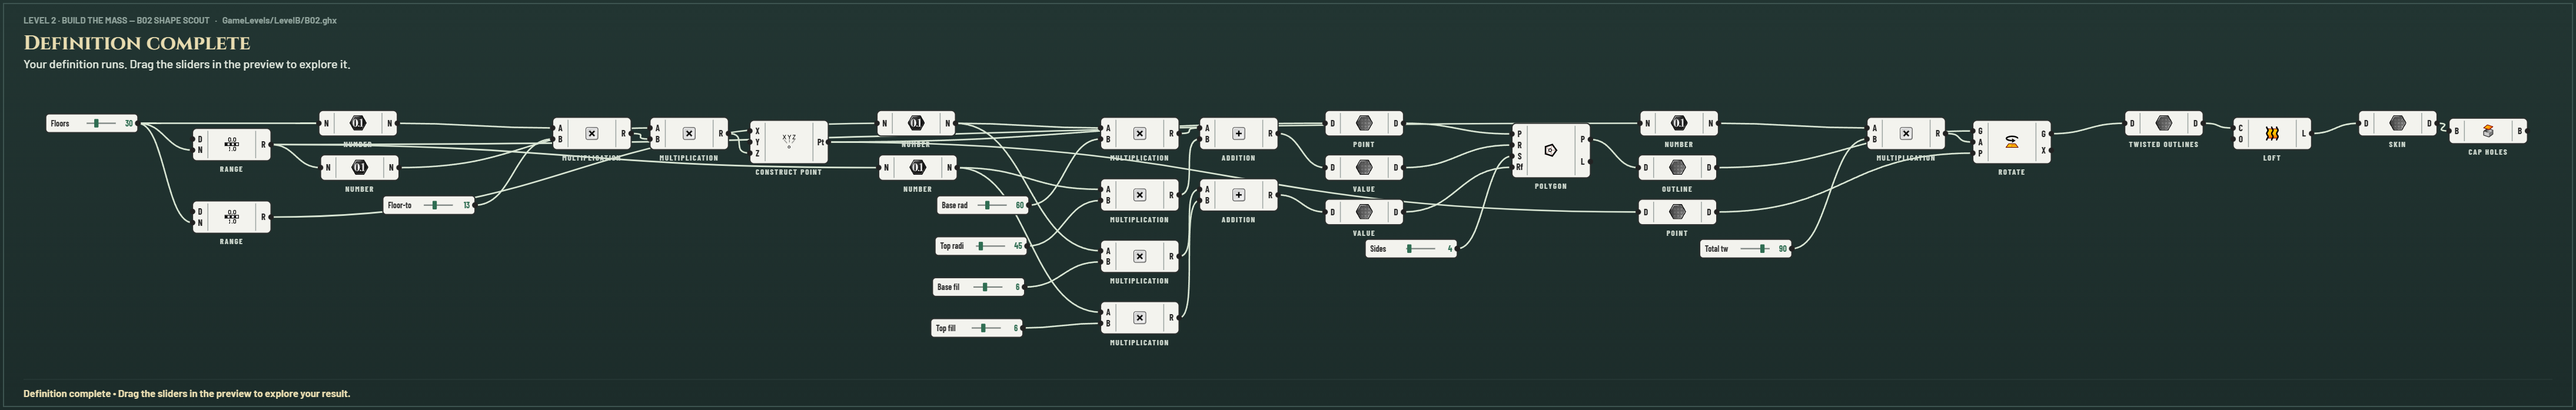 LEVEL 2 · BUILD THE MASS — B02 SHAPE SCOUT · GameLevels/LevelB/B02.ghx
DEFINITION COMPLETE
Your definition runs. Drag the sliders in the preview to explore it.
Floors 30
D N R
RANGE
D N R
RANGE
N N
NUMBER
N N
NUMBER
Floor-to 13
A B R
MULTIPLICATION
A B R
MULTIPLICATION
X Y Z Pt
CONSTRUCT POINT
N N
NUMBER
N N
NUMBER
Base rad 60
Top radi 45
Base fil 6
Top fill 6
A B R
MULTIPLICATION
A B R
MULTIPLICATION
A B R
MULTIPLICATION
A B R
MULTIPLICATION
A B R
ADDITION
A B R
ADDITION
D D
POINT
D D
VALUE
D D
VALUE
Sides 4
P R S Rf P L
POLYGON
N N
NUMBER
D D
OUTLINE
D D
POINT
Total tw 90
A B R
MULTIPLICATION
G A P G X
ROTATE
D D
TWISTED OUTLINES
C O L
LOFT
D D
SKIN
B B
CAP HOLES
Definition complete • Drag the sliders in the preview to explore your result.